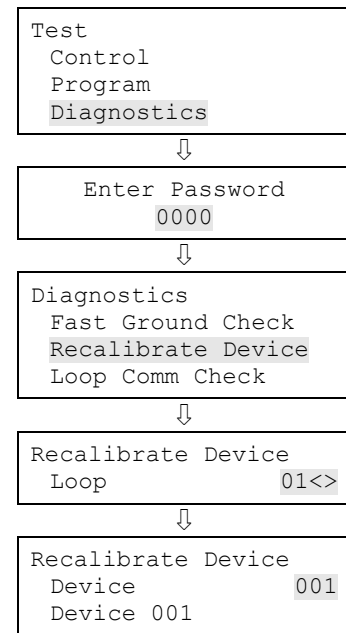 Test
Control
Program
Diagnostics
⇩
Enter Password
0000
⇩
Diagnostics
Fast Ground Check
Recalibrate Device
Loop Comm Check
⇩
Recalibrate Device
Loop 01<>
⇩
Recalibrate Device
Device 001
Device 001